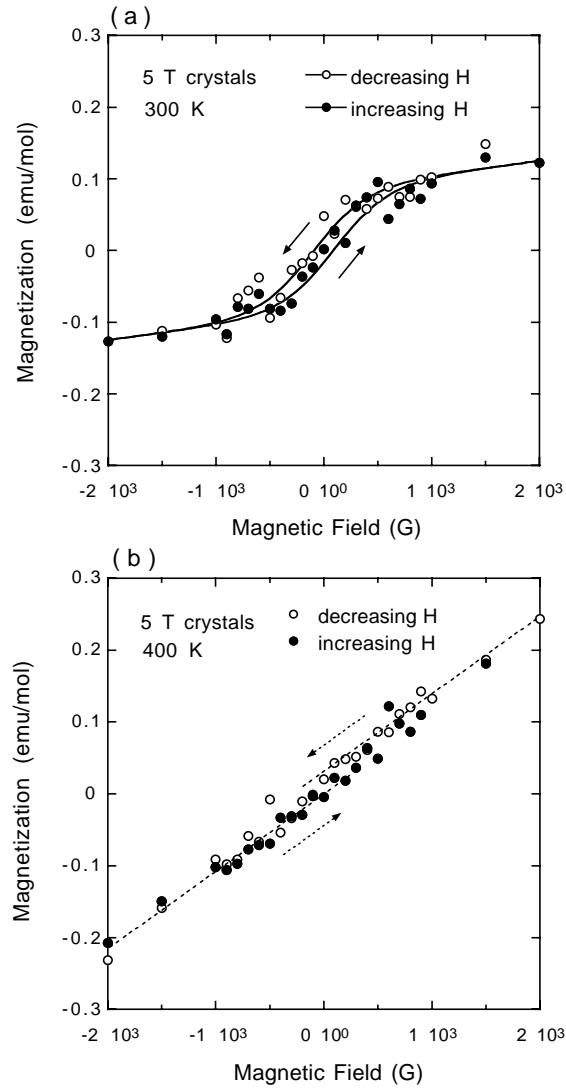 ( a )
5 T crystals
300 K
decreasing H
increasing H
0.3
0.2
0.1
0
-0.1
-0.2
-0.3
Magnetization (emu/mol)
-2 10³
-1 10³
0 10⁰
1 10³
2 10³
Magnetic Field (G)
( b )
5 T crystals
400 K
decreasing H
increasing H
0.3
0.2
0.1
0
-0.1
-0.2
-0.3
Magnetization (emu/mol)
-2 10³
-1 10³
0 10⁰
1 10³
2 10³
Magnetic Field (G)